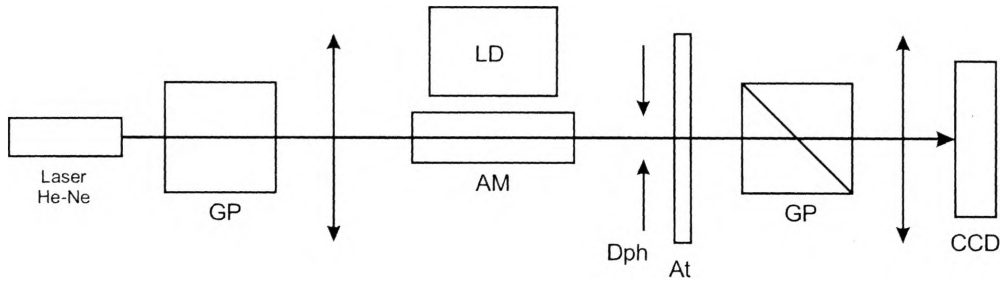 Laser
He-Ne
GP
LD
AM
Dph
At
GP
CCD